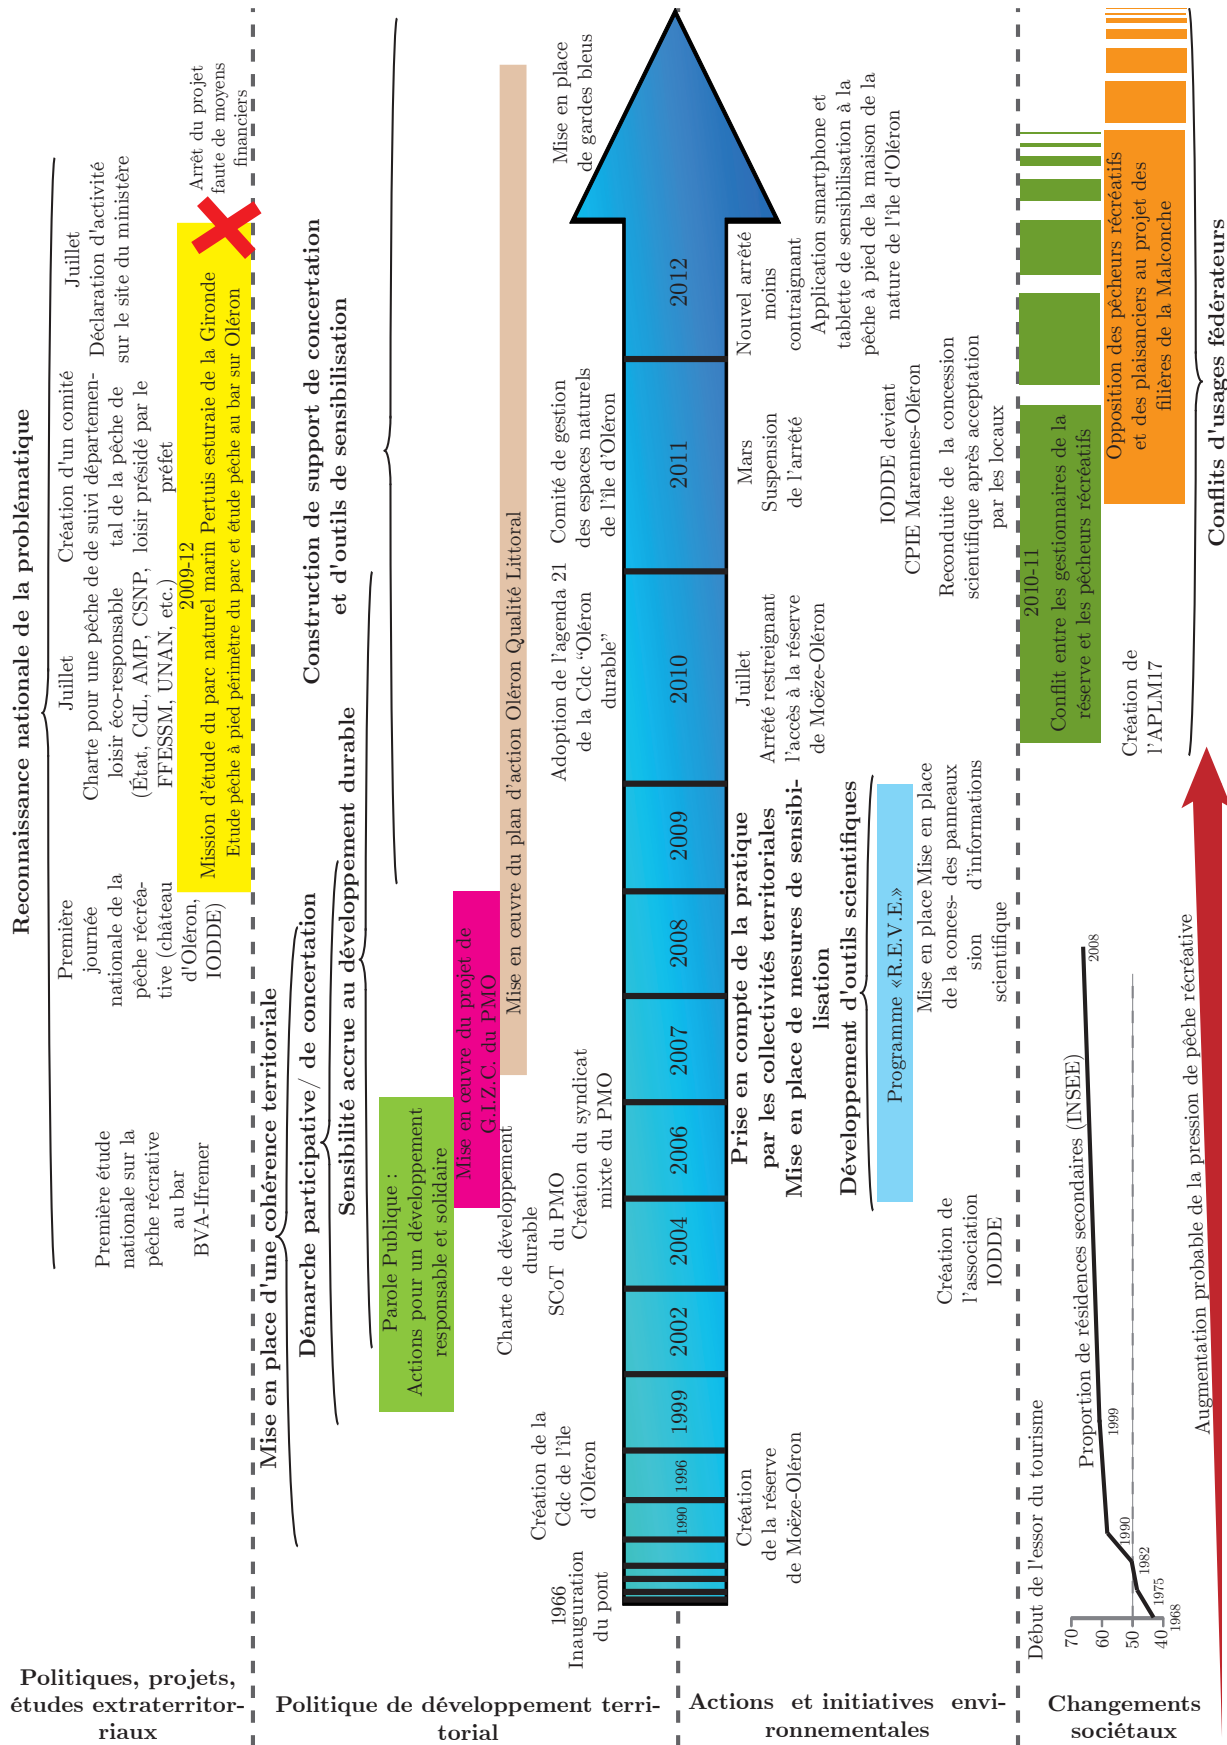 Politiques, projets,
études extraterritor-
riaux
Reconnaissance nationale de la problématique
Première étude
nationale sur la
pêche récrative
au bar
BVA-Ifremer
Première
journée
nationale de la
pêche récréa-
tive (château
d'Oléron,
IODDE)
Juillet
Charte pour une pêche de
loisir éco-responsable
(État, CdL, AMP, CSNP,
FFESSM, UNAN, etc.)
Création d'un comité
de suivi départemen-
tal de la pêche de
loisir présidé par le
préfet
Juillet
Déclaration d'activité
sur le site du ministère
2009-12
Mission d'étude du parc naturel marin Pertuis esturaie de la Gironde
Etude pêche à pied périmètre du parc et étude pêche au bar sur Oléron
Arrêt du projet
faute de moyens
financiers
Politique de développement terri-
torial
Mise en place d'une cohérence territoriale
Démarche participative/ de concertation
Sensibilité accrue au développement durable
Construction de support de concertation
et d'outils de sensibilisation
Parole Publique :
Actions pour un développement
responsable et solidaire
Mise en œuvre du projet de
G.I.Z.C. du PMO
Mise en œuvre du plan d'action Oléron Qualité Littoral
1966
Inauguration
du pont
Création de la
Cdc de l'île
d'Oléron
Charte de développement
durable
SCoT du PMO
Création du syndicat
mixte du PMO
Adoption de l'agenda 21
de la Cdc "Oléron
durable"
Comité de gestion
des espaces naturels
de l'île d'Oléron
Mise en place
de gardes bleus
1990
1996
1999
2002
2004
2006
2007
2008
2009
2010
2011
2012
Actions et initiatives envi-
ronnementales
Création
de la réserve
de Moëze-Oléron
Prise en compte de la pratique
par les collectivités territoriales
Mise en place de mesures de sensibi-
lisation
Développement d'outils scientifiques
Programme «R.E.V.E.»
Création de
l'association
IODDE
Mise en place
de la conces-
sion
scientifique
Mise en place
des panneaux
d'informations
Juillet
Arrêté restreignant
l'accès à la réserve
de Moëze-Oléron
Mars
Suspension
de l'arrêté
IODDE devient
CPIE Marennes-Oléron
Reconduite de la concession
scientifique après acceptation
par les locaux
Nouvel arrêté
moins
contraignant
Application smartphone et
tablette de sensibilisation à la
pêche à pied de la maison de la
nature de l'île d'Oléron
Changements
sociétaux
Début de l'essor du tourisme
Proportion de résidences secondaires (INSEE)
70
60
50
40
1968
1975
1982
1990
1999
2008
Augmentation probable de la pression de pêche récréative
Création de
l'APLM17
2010-11
Conflit entre les gestionnaires de la
réserve et les pêcheurs récréatifs
Opposition des pêcheurs récréatifs
et des plaisanciers au projet des
filières de la Malconche
Conflits d'usages fédérateurs